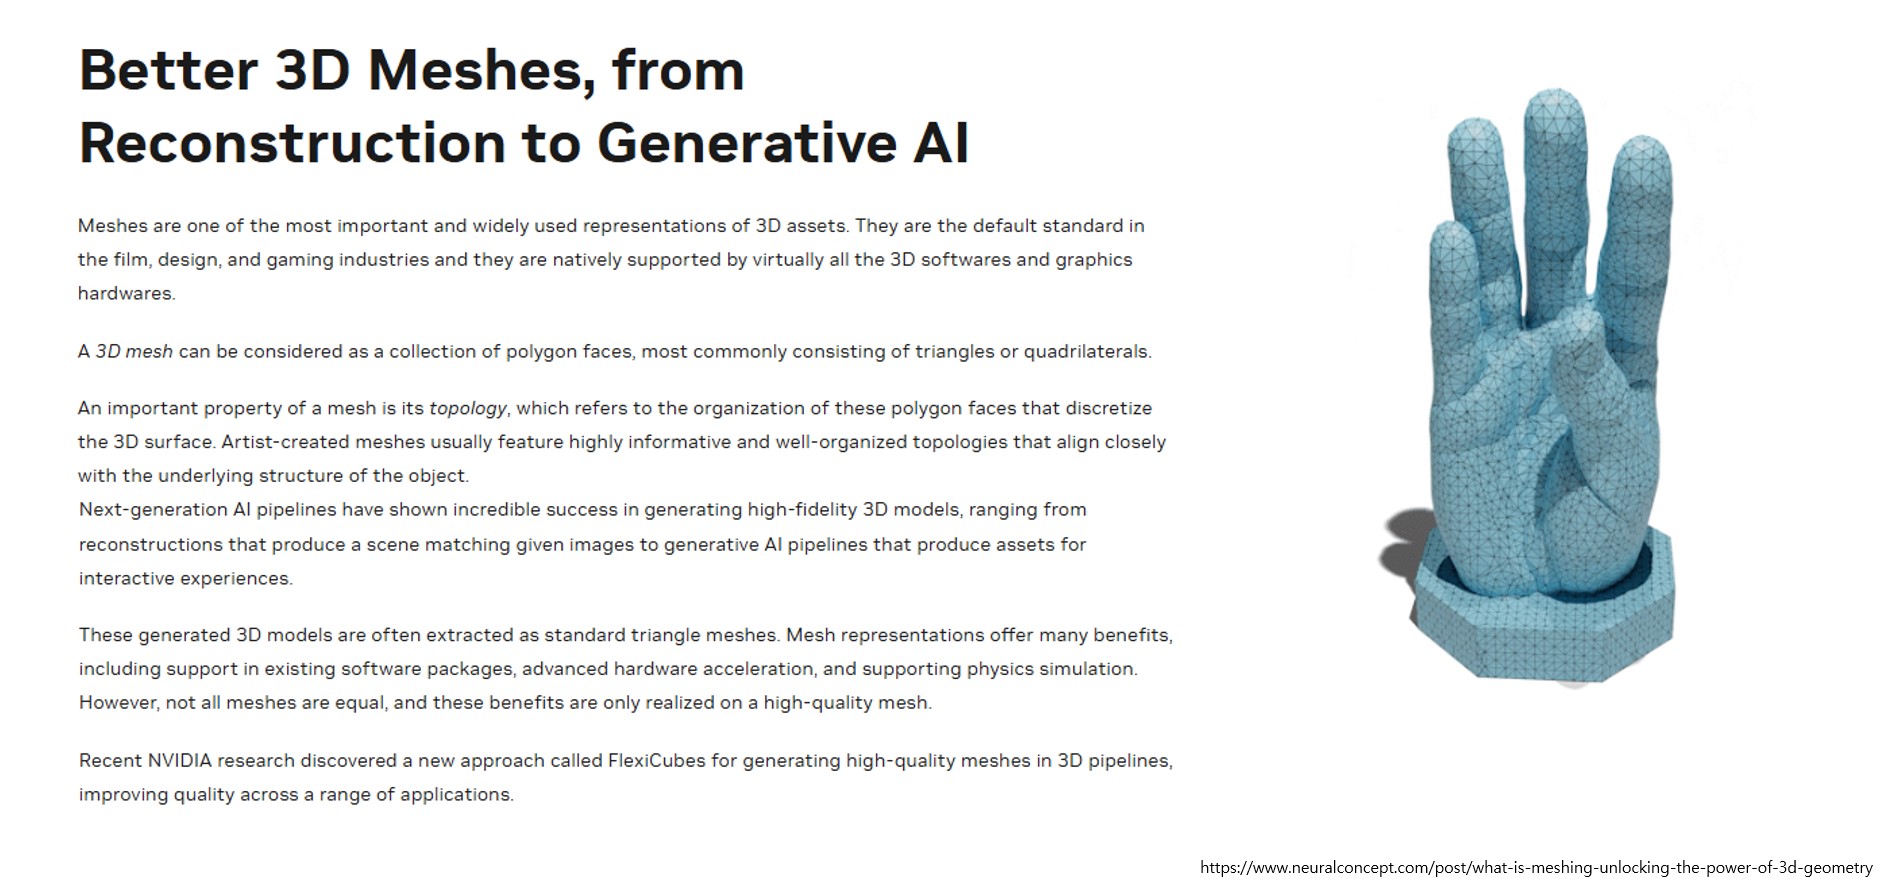 Better 3D Meshes, from
Reconstruction to Generative AI
Meshes are one of the most important and widely used representations of 3D assets. They are the default standard in
the film, design, and gaming industries and they are natively supported by virtually all the 3D softwares and graphics
hardwares.
A 3D mesh can be considered as a collection of polygon faces, most commonly consisting of triangles or quadrilaterals.
An important property of a mesh is its topology, which refers to the organization of these polygon faces that discretize
the 3D surface. Artist-created meshes usually feature highly informative and well-organized topologies that align closely
with the underlying structure of the object.
Next-generation AI pipelines have shown incredible success in generating high-fidelity 3D models, ranging from
reconstructions that produce a scene matching given images to generative AI pipelines that produce assets for
interactive experiences.
These generated 3D models are often extracted as standard triangle meshes. Mesh representations offer many benefits,
including support in existing software packages, advanced hardware acceleration, and supporting physics simulation.
However, not all meshes are equal, and these benefits are only realized on a high-quality mesh.
Recent NVIDIA research discovered a new approach called FlexiCubes for generating high-quality meshes in 3D pipelines,
improving quality across a range of applications.
https://www.neuralconcept.com/post/what-is-meshing-unlocking-the-power-of-3d-geometry